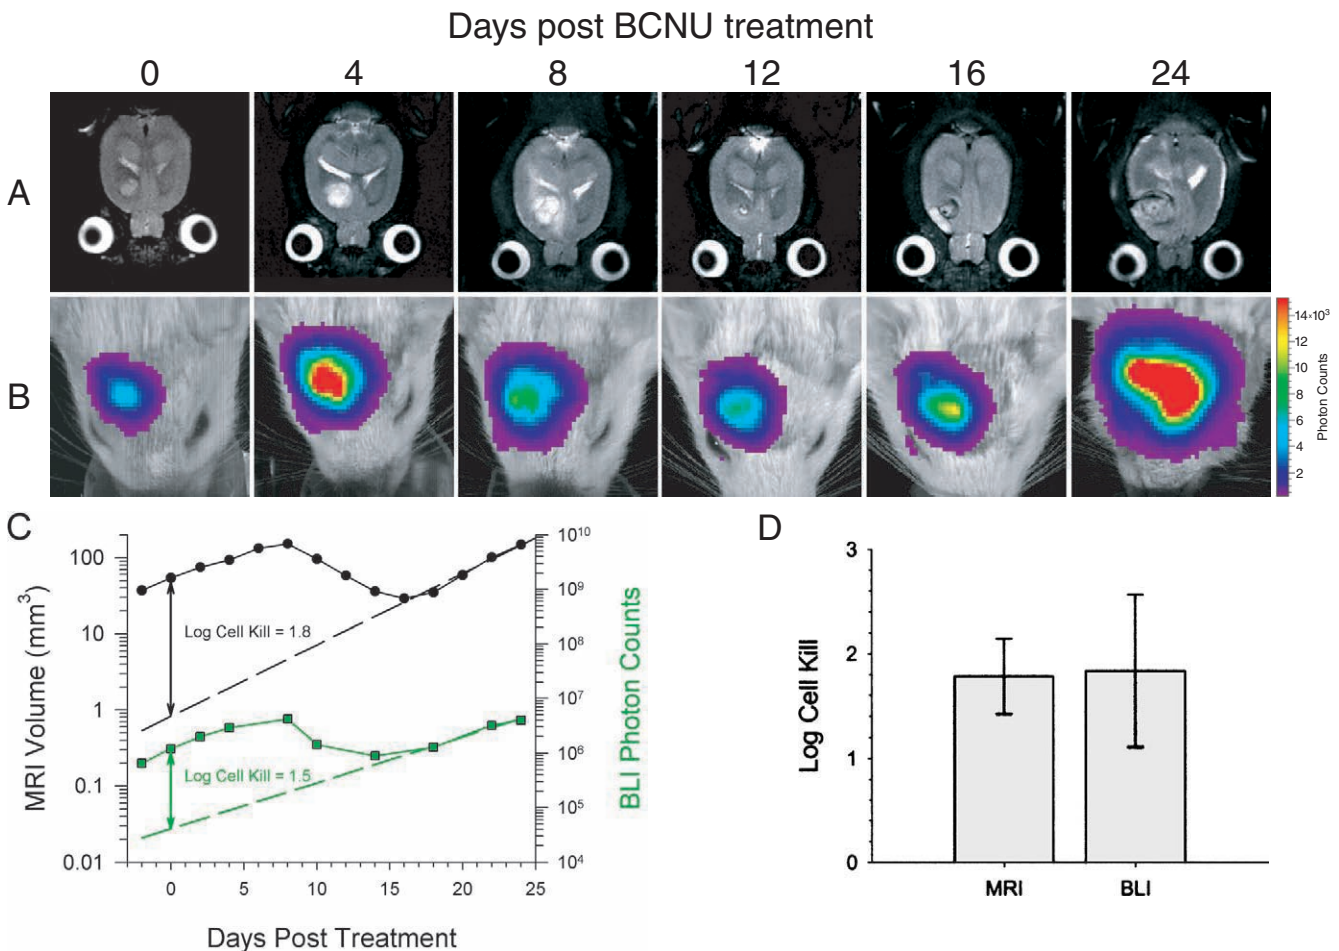 Days post BCNU treatment
0 4 8 12 16 24
A
B
14×10³
12
10
8
6
4
2
Photon Counts
C
MRI Volume (mm³)
100
10
1
0.1
0.01
Log Cell Kill = 1.8
Log Cell Kill = 1.5
10¹⁰
10⁹
10⁸
10⁷
10⁶
10⁵
10⁴
BLI Photon Counts
0 5 10 15 20 25
Days Post Treatment
D
Log Cell Kill
3
2
1
0
MRI BLI